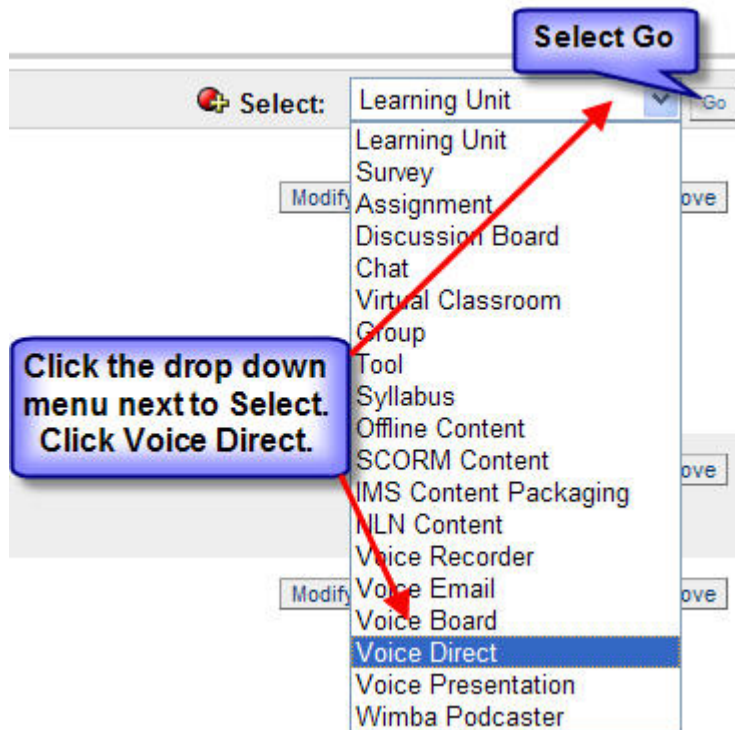 Select Go
Select: Learning Unit Go
Learning Unit
Survey
Modify
Assignment
ove
Discussion Board
Chat
Virtual Classroom
Group
Click the drop down
menu next to Select.
Click Voice Direct.
Tool
Syllabus
Offline Content
SCORM Content
ove
IMS Content Packaging
NLN Content
Voice Recorder
Modify
Voice Email
ove
Voice Board
Voice Direct
Voice Presentation
Wimba Podcaster